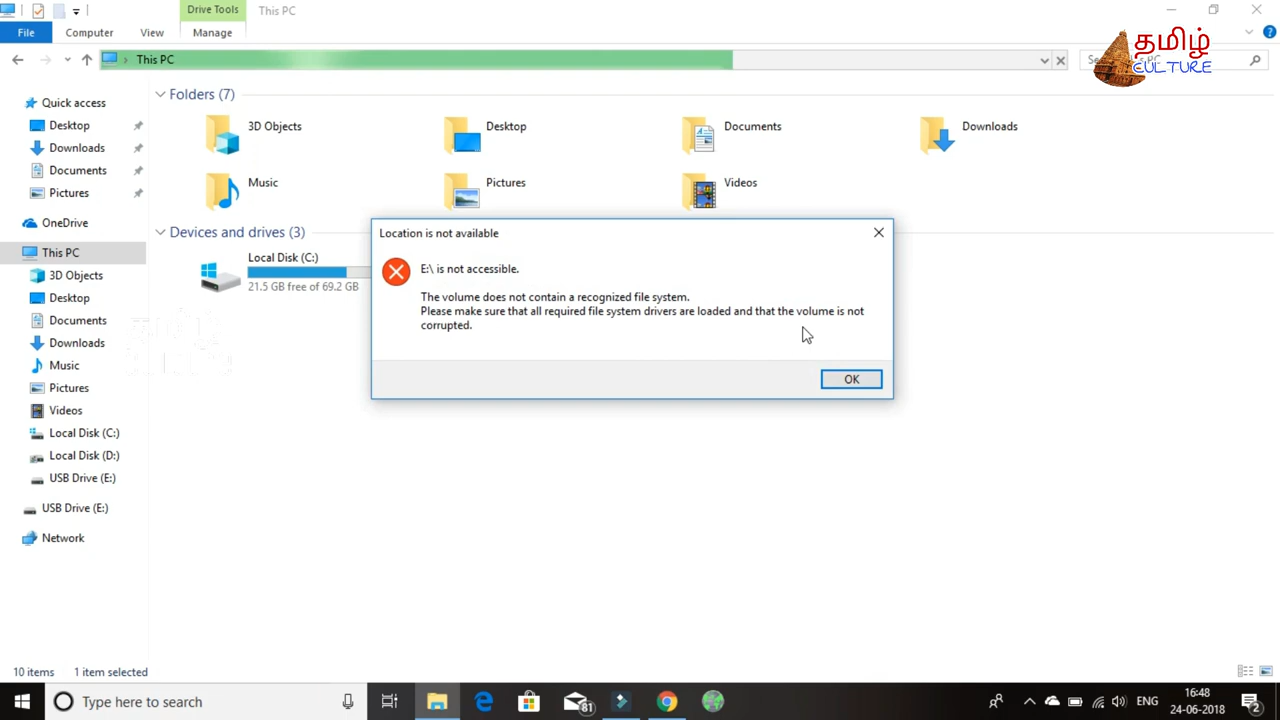 Drive Tools
This PC
File
Computer
View
Manage
This PC
தமிழ்
CULTURE
Quick access
Desktop
Downloads
Documents
Pictures
OneDrive
This PC
3D Objects
Desktop
Documents
Downloads
Music
Pictures
Videos
Local Disk (C:)
Local Disk (D:)
USB Drive (E:)
USB Drive (E:)
Network
Folders (7)
3D Objects
Desktop
Documents
Downloads
Music
Pictures
Videos
Devices and drives (3)
Local Disk (C:)
21.5 GB free of 69.2 GB
Location is not available
E:\ is not accessible.
The volume does not contain a recognized file system.
Please make sure that all required file system drivers are loaded and that the volume is not
corrupted.
OK
10 items
1 item selected
Type here to search
81
ENG
16:48
24-06-2018
2